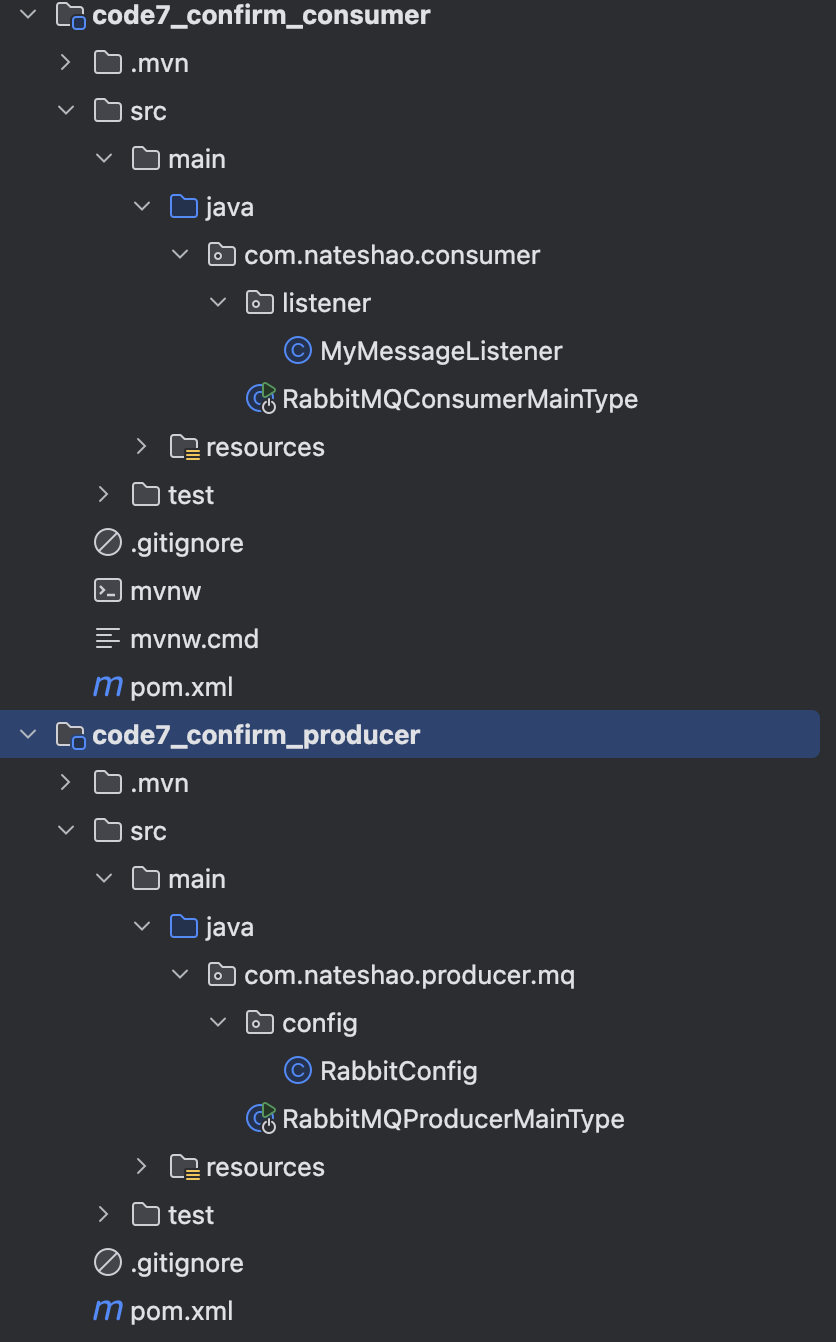 code7_confirm_consumer
.mvn
src
main
java
com.nateshao.consumer
listener
MyMessageListener
RabbitMQConsumerMainType
resources
test
.gitignore
mvnw
mvnw.cmd
pom.xml
code7_confirm_producer
.mvn
src
main
java
com.nateshao.producer.mq
config
RabbitConfig
RabbitMQProducerMainType
resources
test
.gitignore
pom.xml